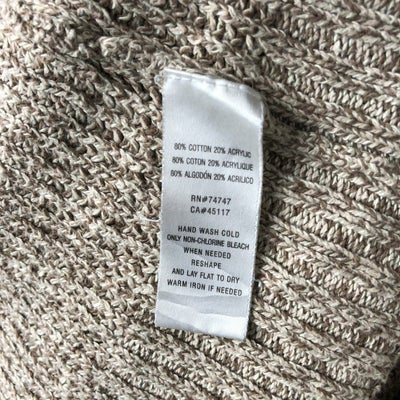 80% COTTON 20% ACRYLIC
80% COTON 20% ACRYLIQUE
80% ALGODÓN 20% ACRILICO
RN#74747
CA#45117
HAND WASH COLD
ONLY NON-CHLORINE BLEACH
WHEN NEEDED
RESHAPE
AND LAY FLAT TO DRY
WARM IRON IF NEEDED